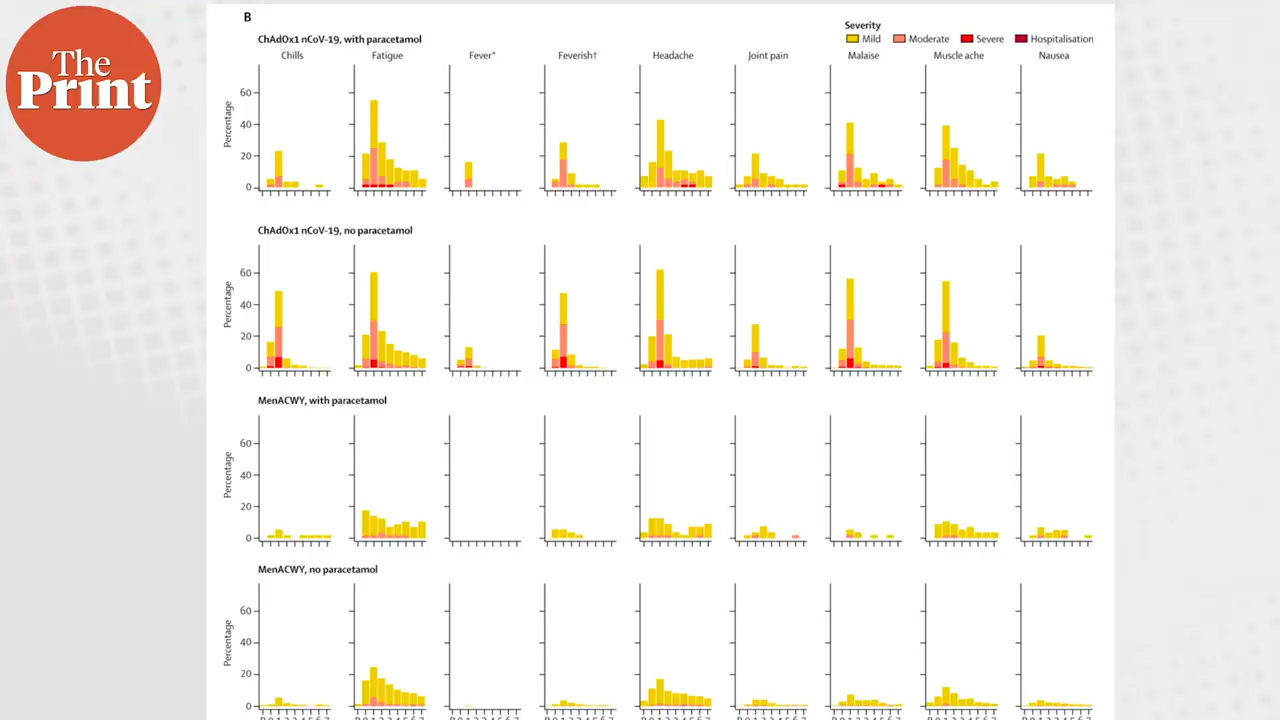 The
Print
B
Severity
Mild Moderate Severe Hospitalisation
ChAdOx1 nCoV-19, with paracetamol
Chills Fatigue Fever* Feverish† Headache Joint pain Malaise Muscle ache Nausea
Percentage
60
40
20
0
ChAdOx1 nCoV-19, no paracetamol
Percentage
60
40
20
0
MenACWY, with paracetamol
Percentage
60
40
20
0
MenACWY, no paracetamol
Percentage
60
40
20
0